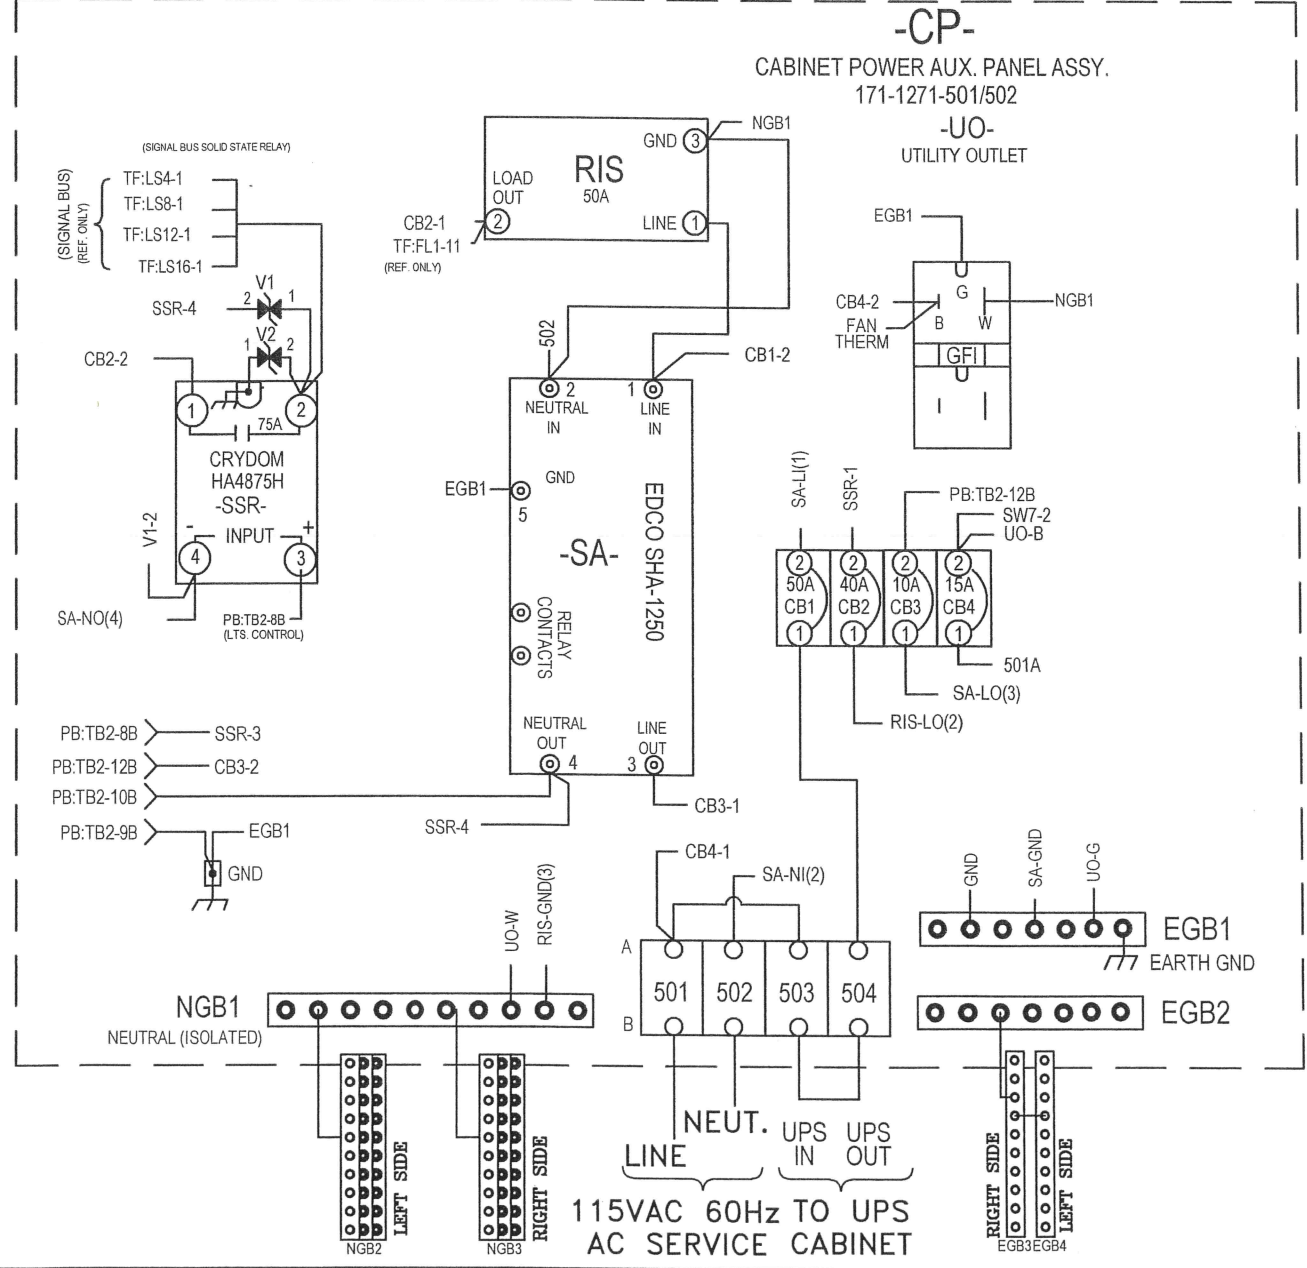 -CP-
CABINET POWER AUX. PANEL ASSY.
171-1271-501/502
-UO-
UTILITY OUTLET
(SIGNAL BUS SOLID STATE RELAY)
(SIGNAL BUS)
(REF. ONLY)
TF:LS4-1
TF:LS8-1
TF:LS12-1
TF:LS16-1
V1
2
1
SSR-4
V2
1
2
CB2-2
1
2
75A
CRYDOM
HA4875H
-SSR-
-
INPUT
+
4
3
V1-2
SA-NO(4)
PB:TB2-8B
(LTS. CONTROL)
NGB1
GND
3
RIS
50A
LOAD
OUT
2
LINE
1
CB2-1
TF:FL1-11
(REF. ONLY)
502
CB1-2
2
1
NEUTRAL
IN
LINE
IN
EGB1
GND
5
-SA-
EDCO SHA-1250
RELAY
CONTACTS
NEUTRAL
OUT
4
LINE
OUT
3
CB3-1
SSR-4
EGB1
G
CB4-2
FAN
THERM
B
W
NGB1
GFI
SA-LI(1)
SSR-1
PB:TB2-12B
SW7-2
UO-B
2
2
2
2
50A
40A
10A
15A
CB1
CB2
CB3
CB4
1
1
1
1
501A
SA-LO(3)
RIS-LO(2)
PB:TB2-8B
SSR-3
PB:TB2-12B
CB3-2
PB:TB2-10B
PB:TB2-9B
EGB1
GND
CB4-1
SA-NI(2)
A
501
502
503
504
B
UO-W
RIS-GND(3)
NGB1
NEUTRAL (ISOLATED)
GND
SA-GND
UO-G
EGB1
EARTH GND
EGB2
LEFT SIDE
NGB2
RIGHT SIDE
NGB3
LINE
NEUT.
UPS
IN
UPS
OUT
115VAC 60Hz TO UPS
AC SERVICE CABINET
RIGHT SIDE
LEFT SIDE
EGB3
EGB4